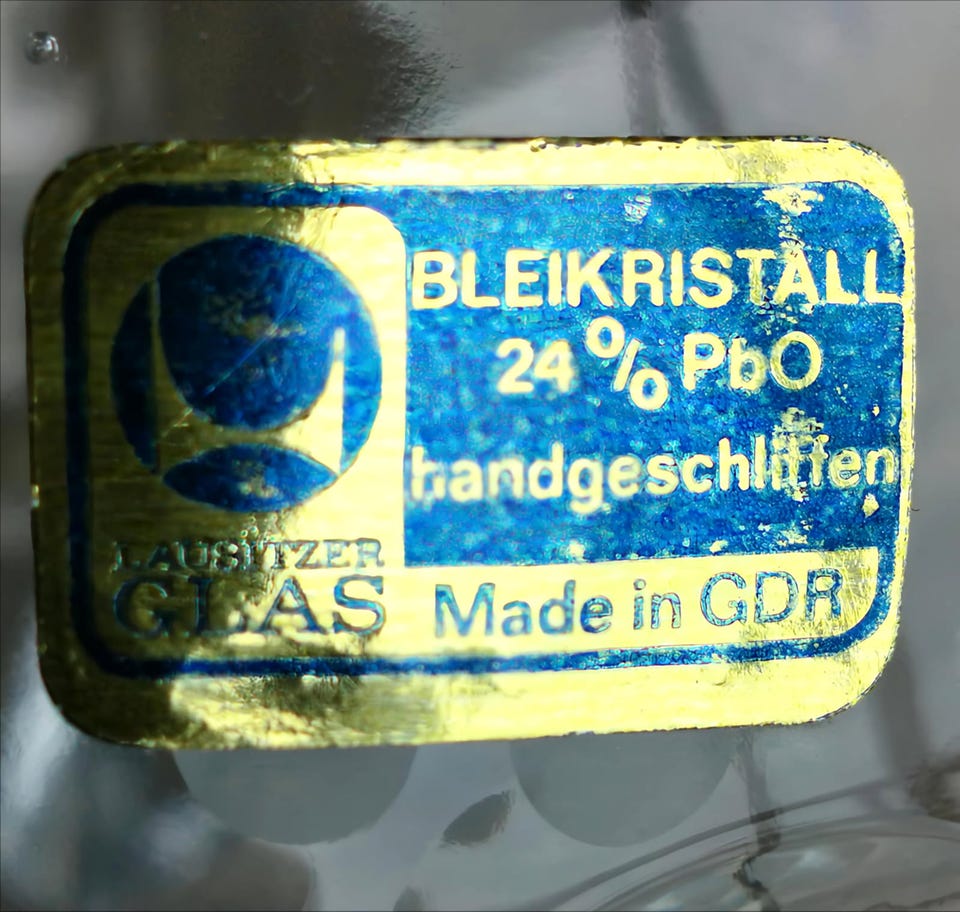 BLEIKRISTALL
24% PbO
handgeschliffen
LAUSITZER
GLAS
Made in GDR